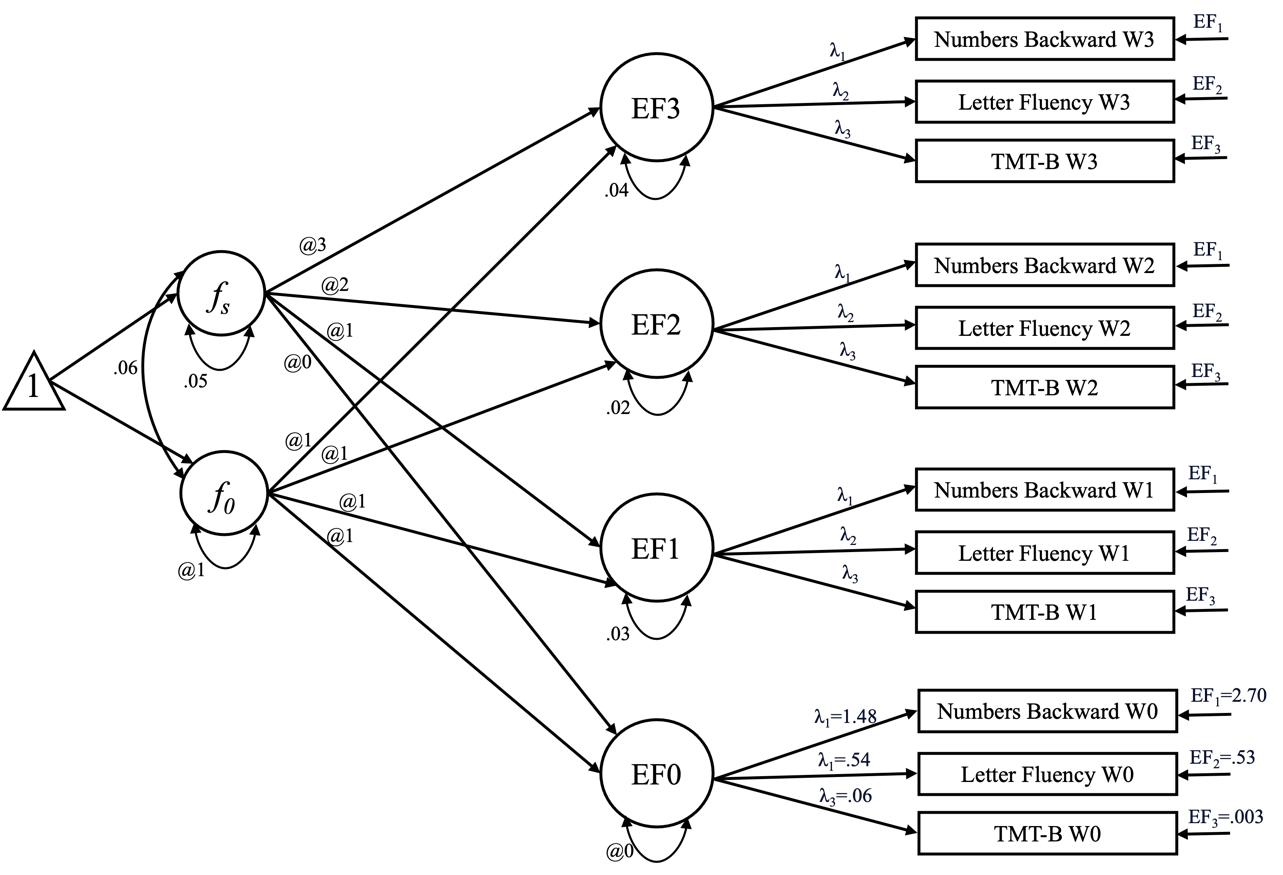 EF₁
Numbers Backward W3
λ₁
EF₂
EF3
λ₂
Letter Fluency W3
λ₃
EF₃
TMT-B W3
.04
@3
EF₁
Numbers Backward W2
λ₁
fₛ
@2
EF₂
λ₂
EF2
Letter Fluency W2
@1
λ₃
@0
EF₃
.06
.05
1
TMT-B W2
.02
@1
@1
EF₁
λ₁
Numbers Backward W1
f₀
@1
@1
EF₂
λ₂
EF1
Letter Fluency W1
@1
λ₃
EF₃
TMT-B W1
.03
EF₁=2.70
λ₁=1.48
Numbers Backward W0
EF₂=.53
λ₁=.54
EF0
Letter Fluency W0
λ₃=.06
EF₃=.003
TMT-B W0
@0